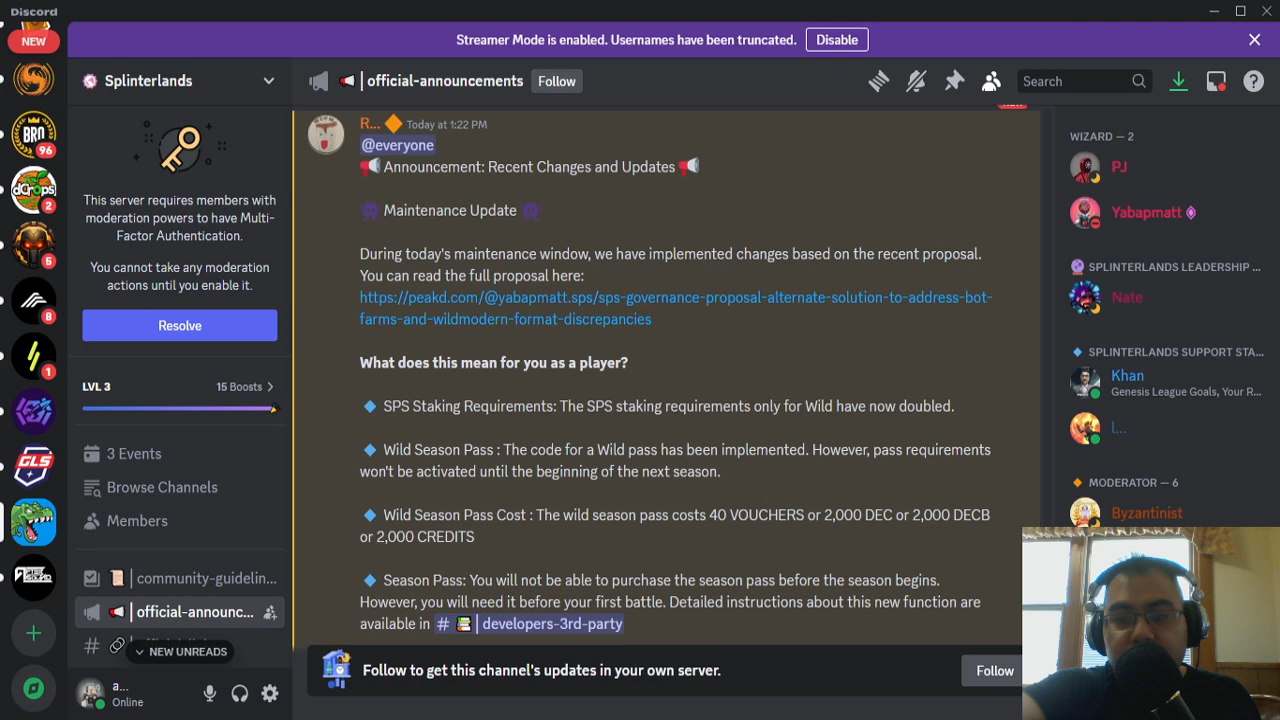 Discord
Streamer Mode is enabled. Usernames have been truncated.
Disable
NEW
BRO
96
dCrops
2
5
8
1
GLS
Splinterlands
This server requires members with
moderation powers to have Multi-
Factor Authentication.
You cannot take any moderation
actions until you enable it.
Resolve
LVL 3
15 Boosts
3 Events
Browse Channels
Members
community-guidelin...
official-announc...
NEW UNREADS
a...
Online
official-announcements
Follow
Search
R...
Today at 1:22 PM
@everyone
Announcement: Recent Changes and Updates
Maintenance Update
During today's maintenance window, we have implemented changes based on the recent proposal.
You can read the full proposal here:
https://peakd.com/@yabapmatt.sps/sps-governance-proposal-alternate-solution-to-address-bot-
farms-and-wildmodern-format-discrepancies
What does this mean for you as a player?
SPS Staking Requirements: The SPS staking requirements only for Wild have now doubled.
Wild Season Pass : The code for a Wild pass has been implemented. However, pass requirements
won't be activated until the beginning of the next season.
Wild Season Pass Cost : The wild season pass costs 40 VOUCHERS or 2,000 DEC or 2,000 DECB
or 2,000 CREDITS
Season Pass: You will not be able to purchase the season pass before the season begins.
However, you will need it before your first battle. Detailed instructions about this new function are
available in # | developers-3rd-party
Follow to get this channel's updates in your own server.
Follow
WIZARD — 2
PJ
Yabapmatt
SPLINTERLANDS LEADERSHIP ...
Nate
SPLINTERLANDS SUPPORT STA...
Khan
Genesis League Goals, Your R...
l...
MODERATOR — 6
Byzantinist